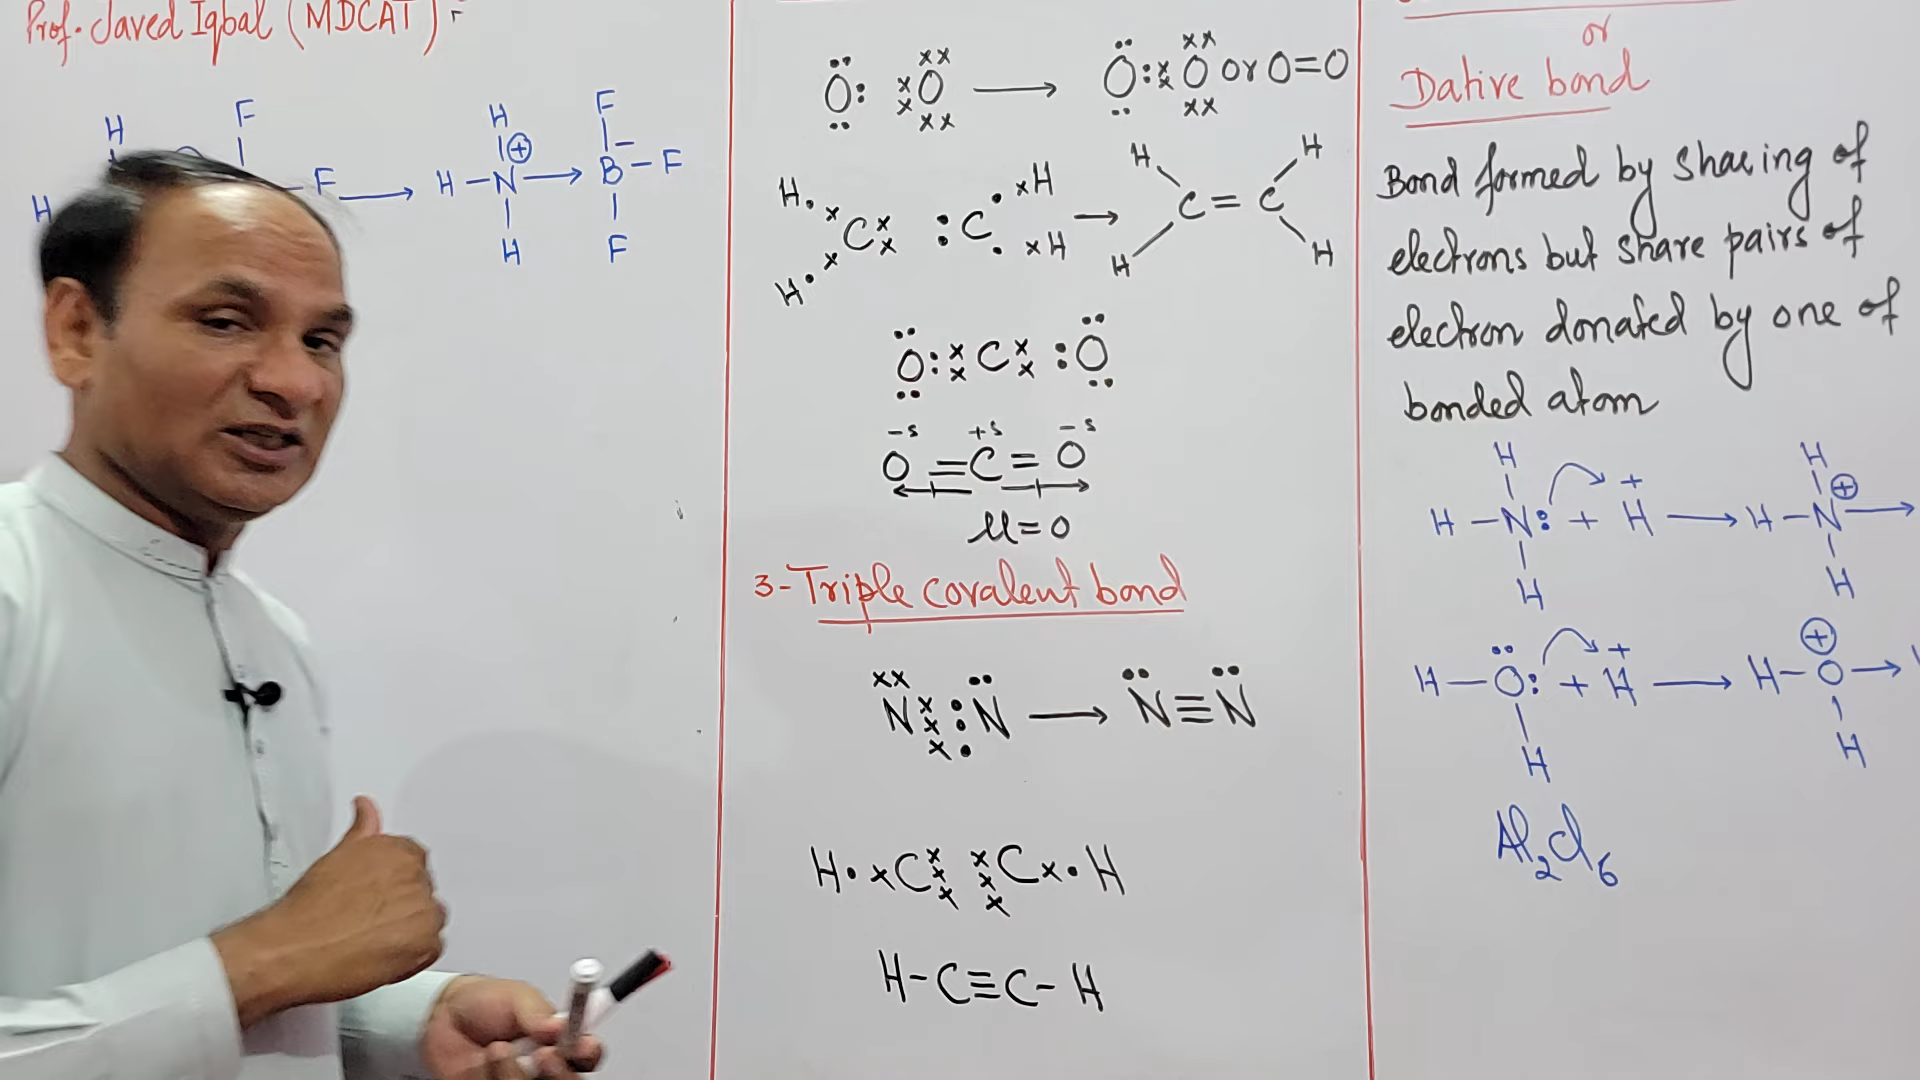 Prof. Javed Iqbal (MDCAT)
H F
H F → H–N→B–F
H F
H ⊕ –
H F
O: ×O → O:×O or O=O
H. ×C× :C. ×H → H C=C H
H. × . ×H H H
O:×C×:O
-s +s -s
O=C=O
μ=0
3- Triple covalent bond
N×:N → N≡N
H.×C××× ×××C×.H
H-C≡C-H
or
Dative bond
Bond formed by sharing of
electrons but share pairs of
electron donated by one of
bonded atom
H H
H–N: + H⁺ → H–N⊕→
H H
H–O: + H⁺ → H–O⊕→
H H
Al₂Cl₆